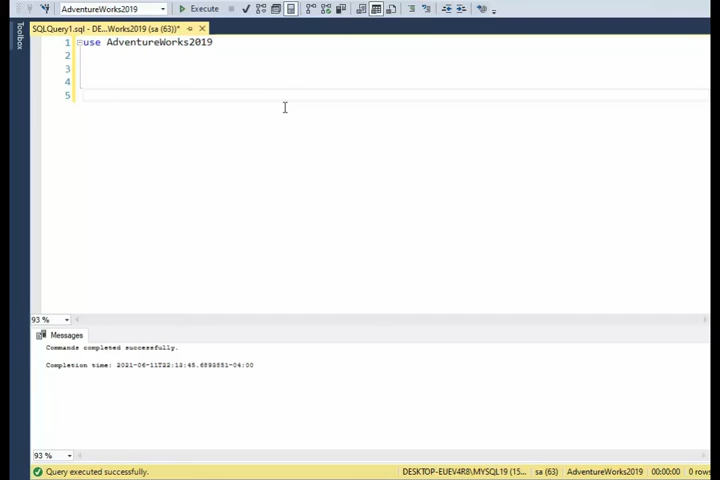 AdventureWorks2019 Execute
SQLQuery1.sql - DE...Works2019 (sa (63))*
Toolbox
1 use AdventureWorks2019
2
3
4
5
93 %
Messages
Commands completed successfully.
Completion time: 2021-06-11T22:13:45.6893551-04:00
93 %
Query executed successfully. DESKTOP-EUEV4R8\MYSQL19 (15... sa (63) AdventureWorks2019 00:00:00 0 rows